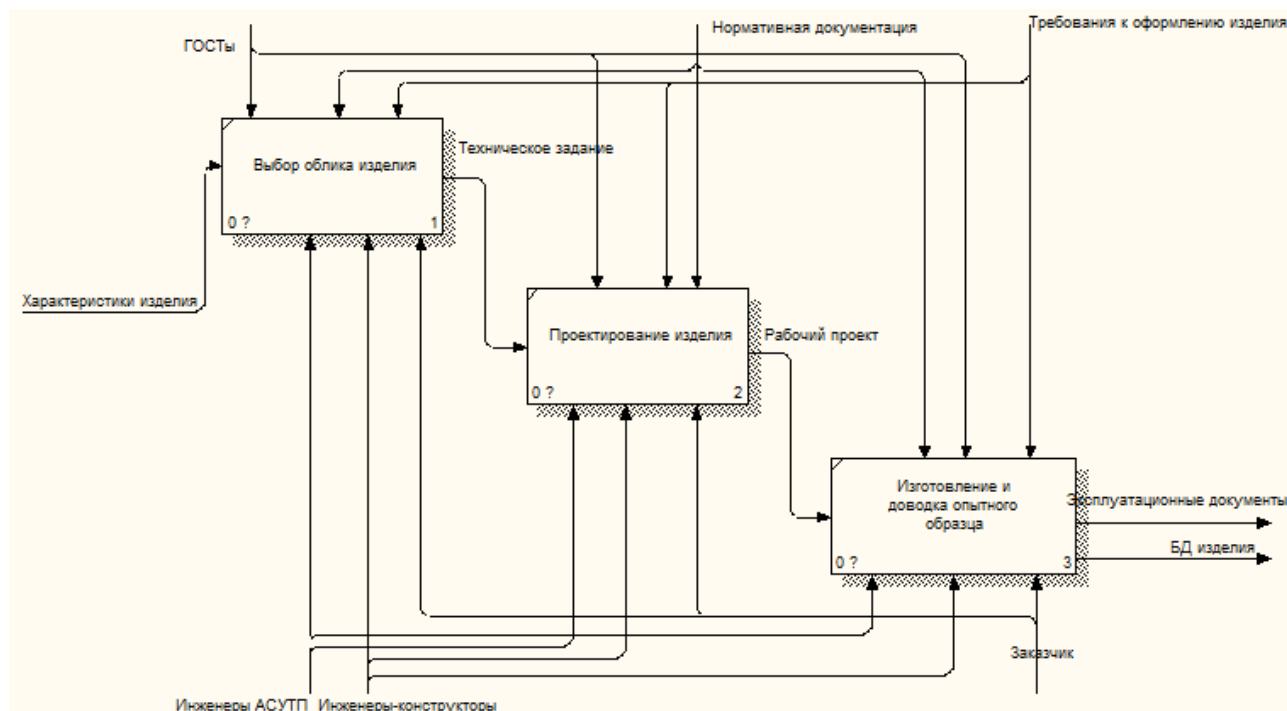 Нормативная документация
Требования к оформлению изделия
ГОСТы
Техническое задание
Выбор облика изделия
0 ?
1
Характеристики изделия
Проектирование изделия
Рабочий проект
0 ?
2
Изготовление и
доводка опытного
образца
Эксплуатационные документы
БД изделия
0 ?
3
Заказчик
Инженеры АСУТП
Инженеры-конструкторы